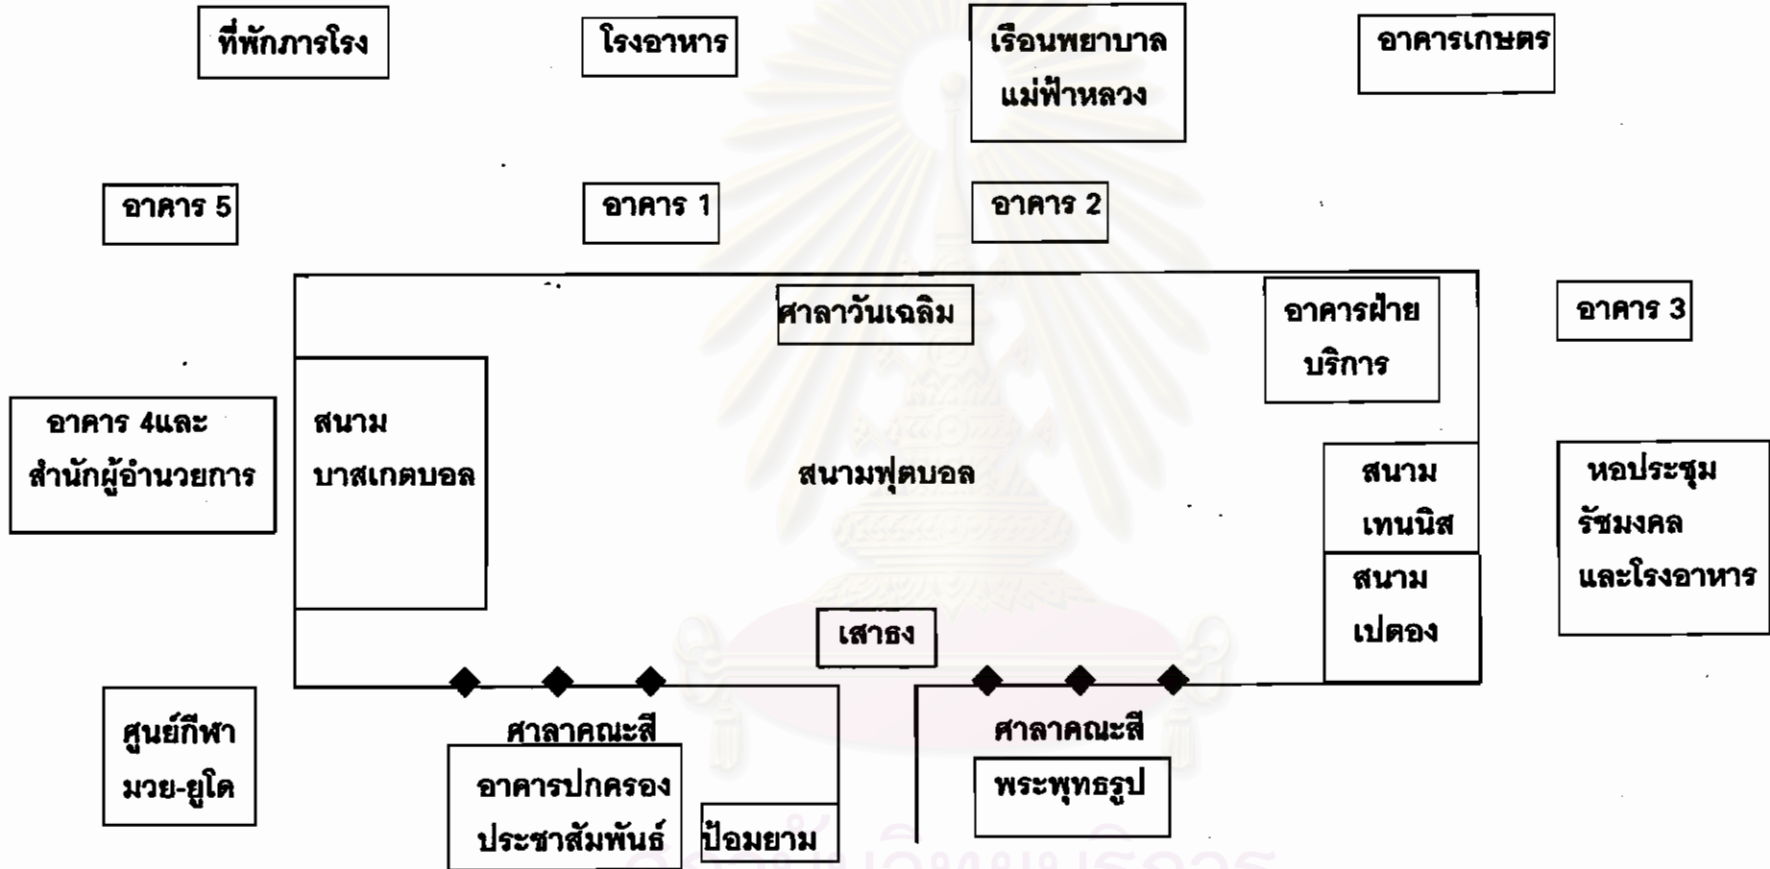 ที่พักภารโรง
โรงอาหาร
เรือนพยาบาล
แม่ฟ้าหลวง
อาคารเกษตร
อาคาร 5
อาคาร 1
อาคาร 2
ศาลาวันเฉลิม
อาคารฝ่าย
บริการ
อาคาร 3
อาคาร 4และ
สำนักผู้อำนวยการ
สนาม
บาสเกตบอล
สนามฟุตบอล
สนาม
เทนนิส
หอประชุม
รัชมงคล
และโรงอาหาร
สนาม
เปตอง
เสาธง
ศูนย์กีฬา
มวย-ยูโด
ศาลาคณะสี
อาคารปกครอง
ประชาสัมพันธ์
ป้อมยาม
ศาลาคณะสี
พระพุทธรูป